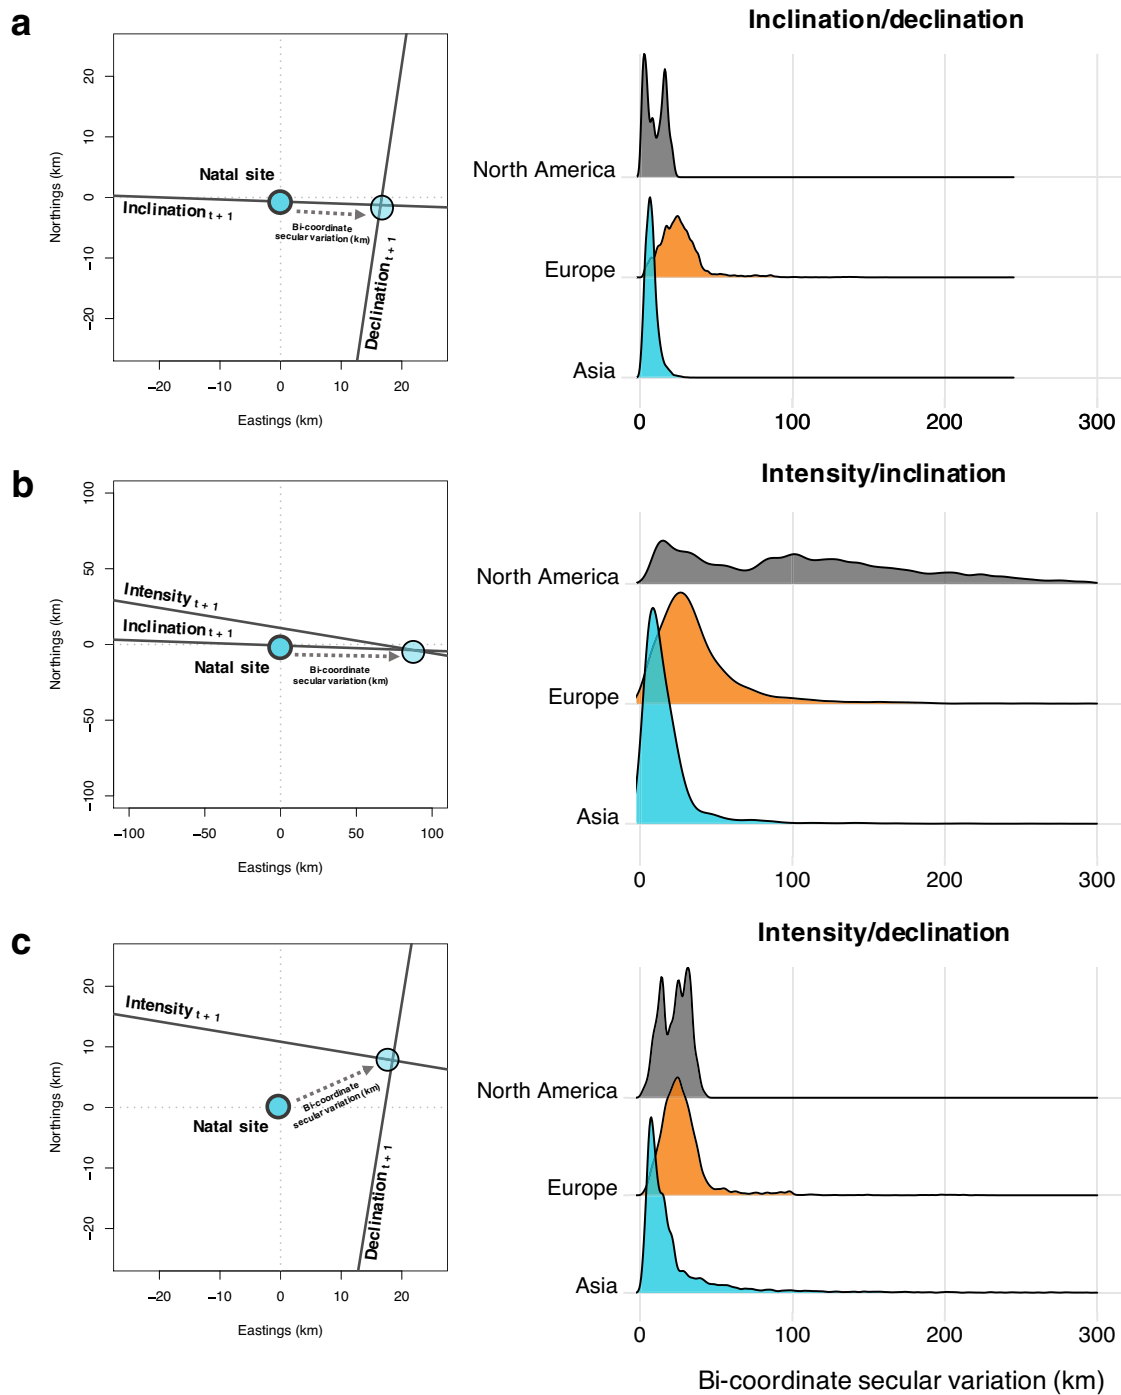 a
Inclination/declination
20
10
0
−10
−20
Northings (km)
Natal site
Inclination t + 1
Bi-coordinate
secular variation (km)
Declination t + 1
−20 −10 0 10 20
Eastings (km)
North America
Europe
Asia
0 100 200 300
b
Intensity/inclination
100
50
0
−50
−100
Northings (km)
Intensity t + 1
Inclination t + 1
Natal site
Bi-coordinate
secular variation (km)
−100 −50 0 50 100
Eastings (km)
North America
Europe
Asia
0 100 200 300
c
Intensity/declination
20
10
0
−10
−20
Northings (km)
Intensity t + 1
Natal site
Bi-coordinate
secular variation (km)
Declination t + 1
−20 −10 0 10 20
Eastings (km)
North America
Europe
Asia
0 100 200 300
Bi-coordinate secular variation (km)